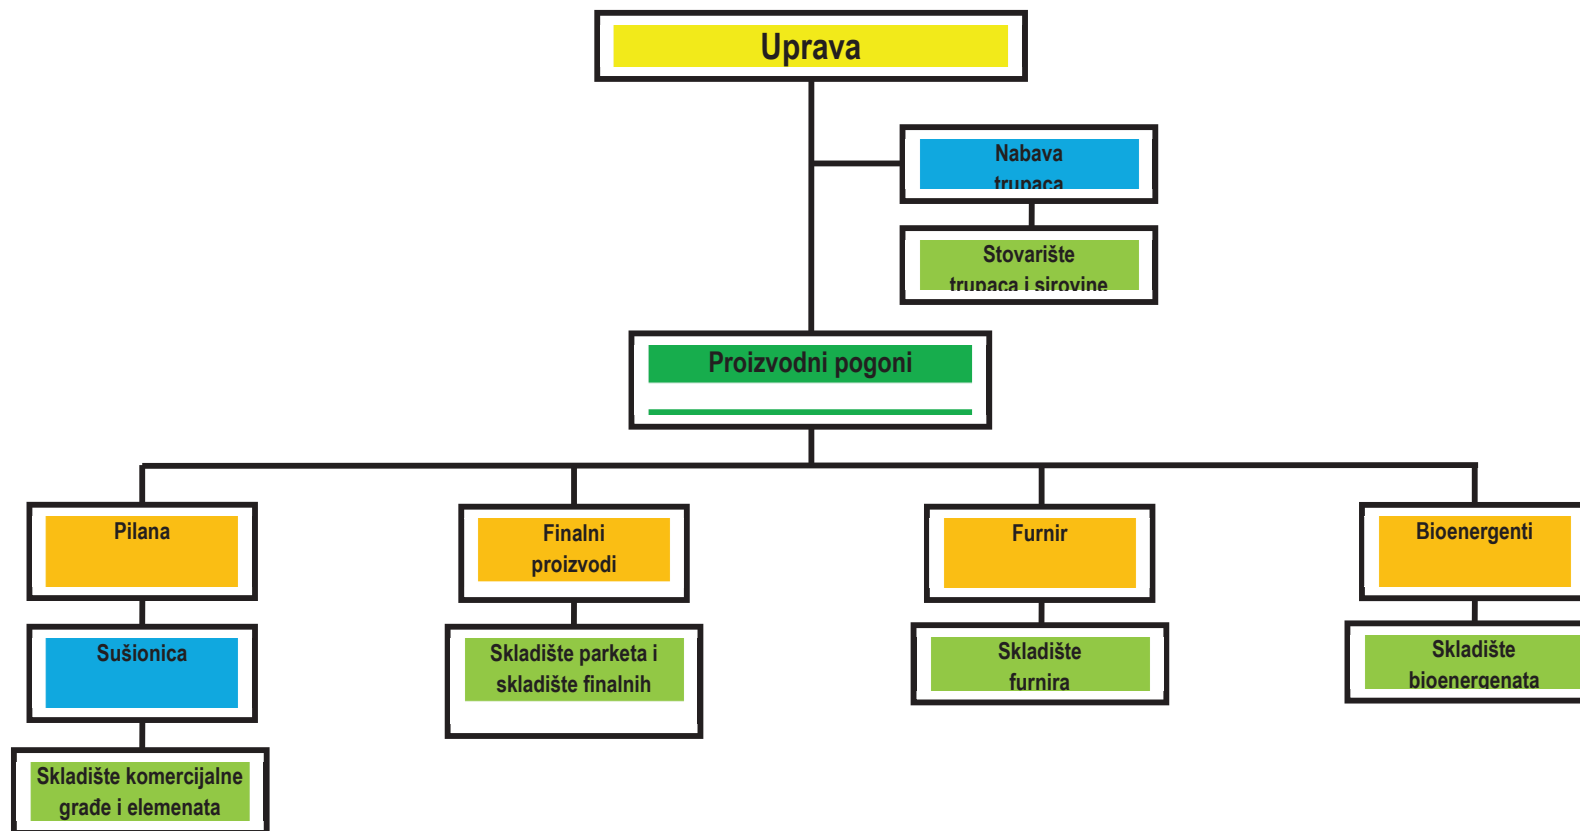 Uprava
Nabava
trupaca
Stovarište
trupaca i sirovine
Proizvodni pogoni
Pilana
Finalni
proizvodi
Furnir
Bioenergenti
Sušionica
Skladište parketa i
skladište finalnih
Skladište
furnira
Skladište
bioenergenata
Skladište komercijalne
građe i elemenata